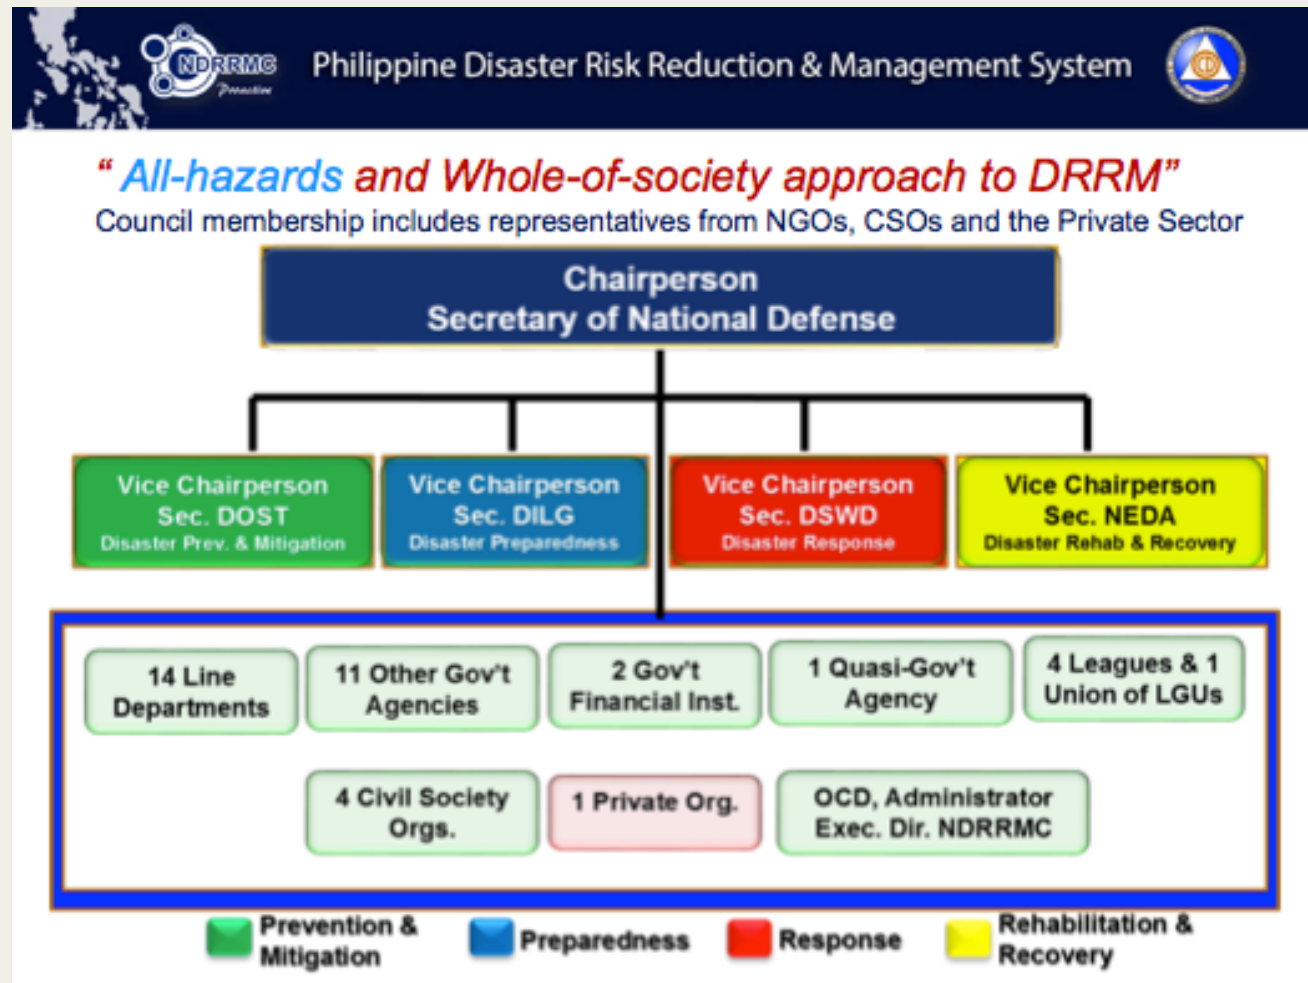 NDRRMC
Proactive
Philippine Disaster Risk Reduction & Management System
“ All-hazards and Whole-of-society approach to DRRM”
Council membership includes representatives from NGOs, CSOs and the Private Sector
Chairperson
Secretary of National Defense
Vice Chairperson
Sec. DOST
Disaster Prev. & Mitigation
Vice Chairperson
Sec. DILG
Disaster Preparedness
Vice Chairperson
Sec. DSWD
Disaster Response
Vice Chairperson
Sec. NEDA
Disaster Rehab & Recovery
14 Line
Departments
11 Other Gov’t
Agencies
2 Gov’t
Financial Inst.
1 Quasi-Gov’t
Agency
4 Leagues & 1
Union of LGUs
4 Civil Society
Orgs.
1 Private Org.
OCD, Administrator
Exec. Dir. NDRRMC
Prevention &
Mitigation
Preparedness
Response
Rehabilitation &
Recovery